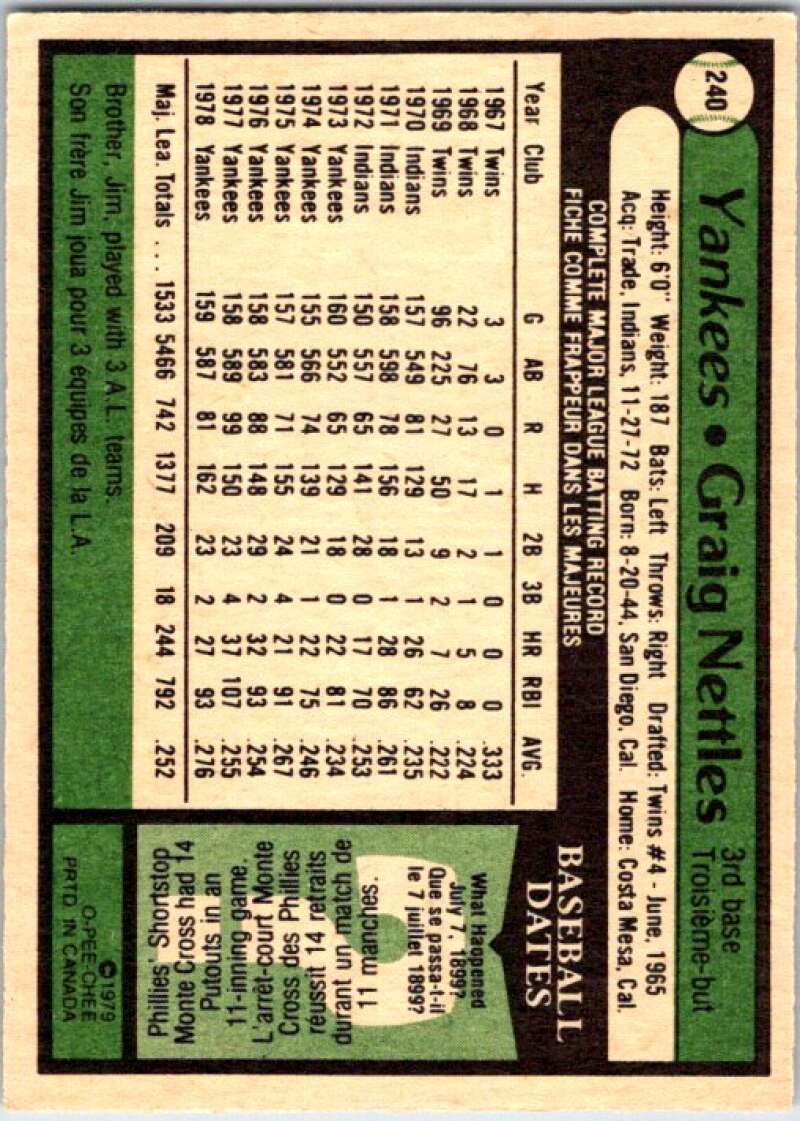 240
Yankees • Graig Nettles
3rd base
Troisième-but
Height: 6'0" Weight: 187 Bats: Left Throws: Right Drafted: Twins #4 - June, 1965
Acq: Trade, Indians, 11-27-72 Born: 8-20-44, San Diego, Cal. Home: Costa Mesa, Cal.
COMPLETE MAJOR LEAGUE BATTING RECORD
FICHE COMME FRAPPEUR DANS LES MAJEURES
Year Club G AB R H 2B 3B HR RBI AVG.
1967 Twins 3 3 0 1 1 0 0 0 .333
1968 Twins 22 76 13 17 2 1 5 8 .224
1969 Twins 96 225 27 50 9 2 7 26 .222
1970 Indians 157 549 81 129 13 1 26 62 .235
1971 Indians 158 598 78 156 18 1 28 86 .261
1972 Indians 150 557 65 141 28 0 17 70 .253
1973 Yankees 160 552 65 129 18 0 22 81 .234
1974 Yankees 155 566 74 139 21 1 22 75 .246
1975 Yankees 157 581 71 155 24 4 21 91 .267
1976 Yankees 158 583 88 148 29 2 32 93 .254
1977 Yankees 158 589 99 150 23 4 37 107 .255
1978 Yankees 159 587 81 162 23 2 27 93 .276
Maj. Lea. Totals . . . 1533 5466 742 1377 209 18 244 792 .252
Brother, Jim, played with 3 A.L. teams.
Son frère Jim joua pour 3 équipes de la L.A.
BASEBALL
DATES
What Happened
July 7, 1899?
Que se passa-t-il
le 7 juillet 1899?
Phillies' Shortstop
Monte Cross had 14
Putouts in an
11-inning game.
L'arrêt-court Monte
Cross des Phillies
réussit 14 retraits
durant un match de
11 manches.
©1979
O-PEE-CHEE
PRTD IN CANADA